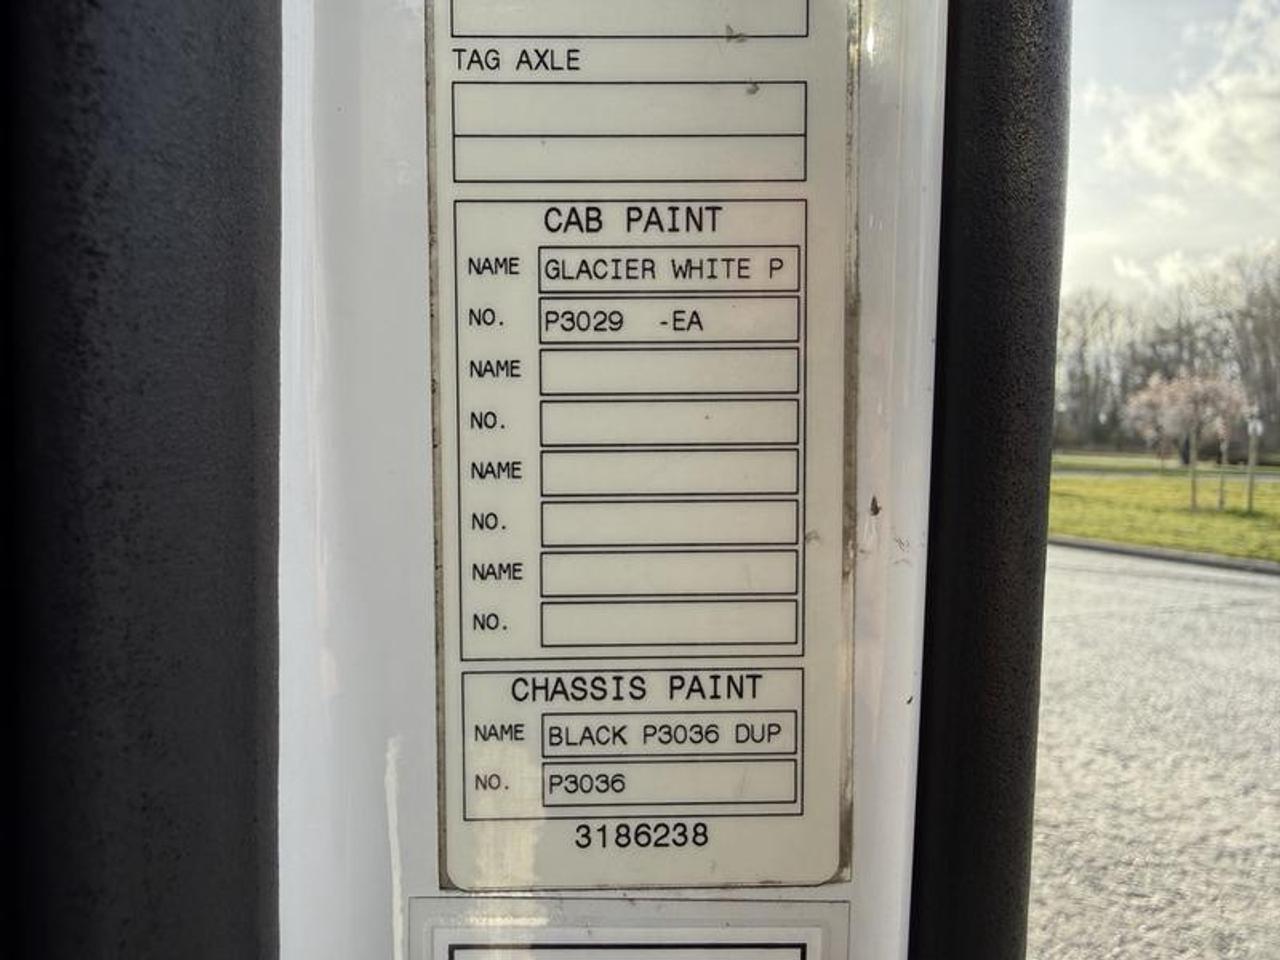 TAG AXLE
CAB PAINT
NAME GLACIER WHITE P
NO. P3029 -EA
NAME
NO.
NAME
NO.
NAME
NO.
CHASSIS PAINT
NAME BLACK P3036 DUP
NO. P3036
3186238